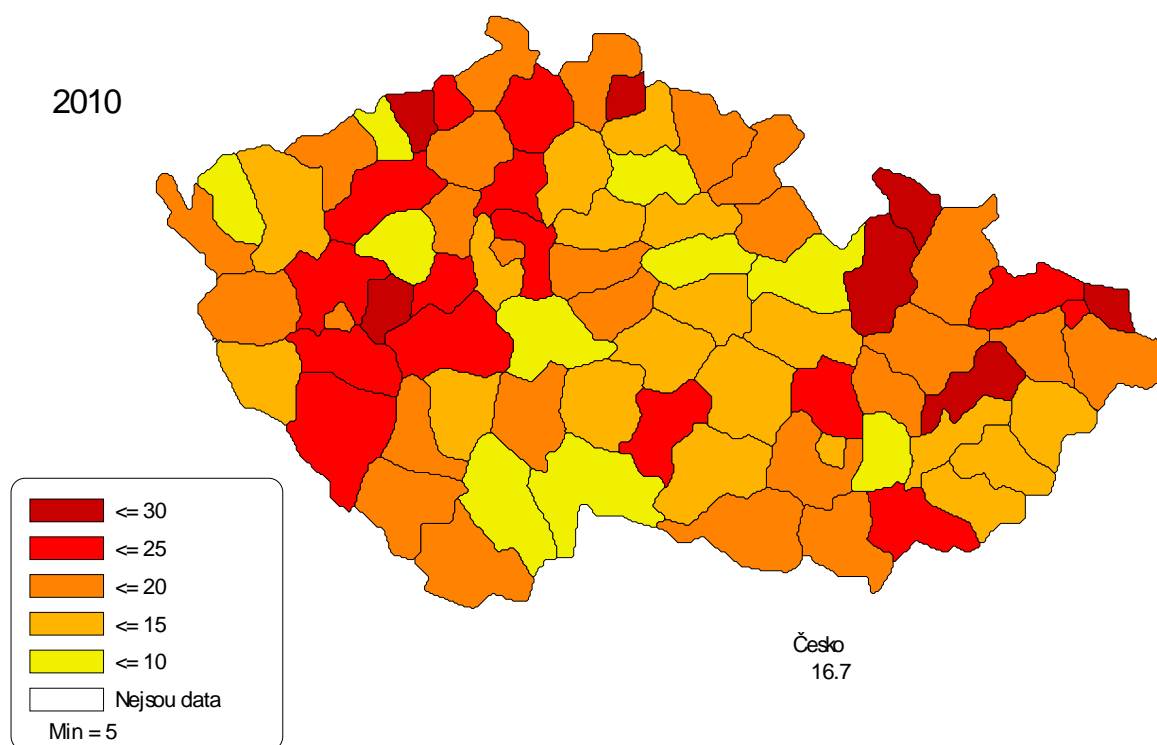 2010
<= 30
<= 25
<= 20
<= 15
<= 10
Nejsou data
Min = 5
Česko
16.7